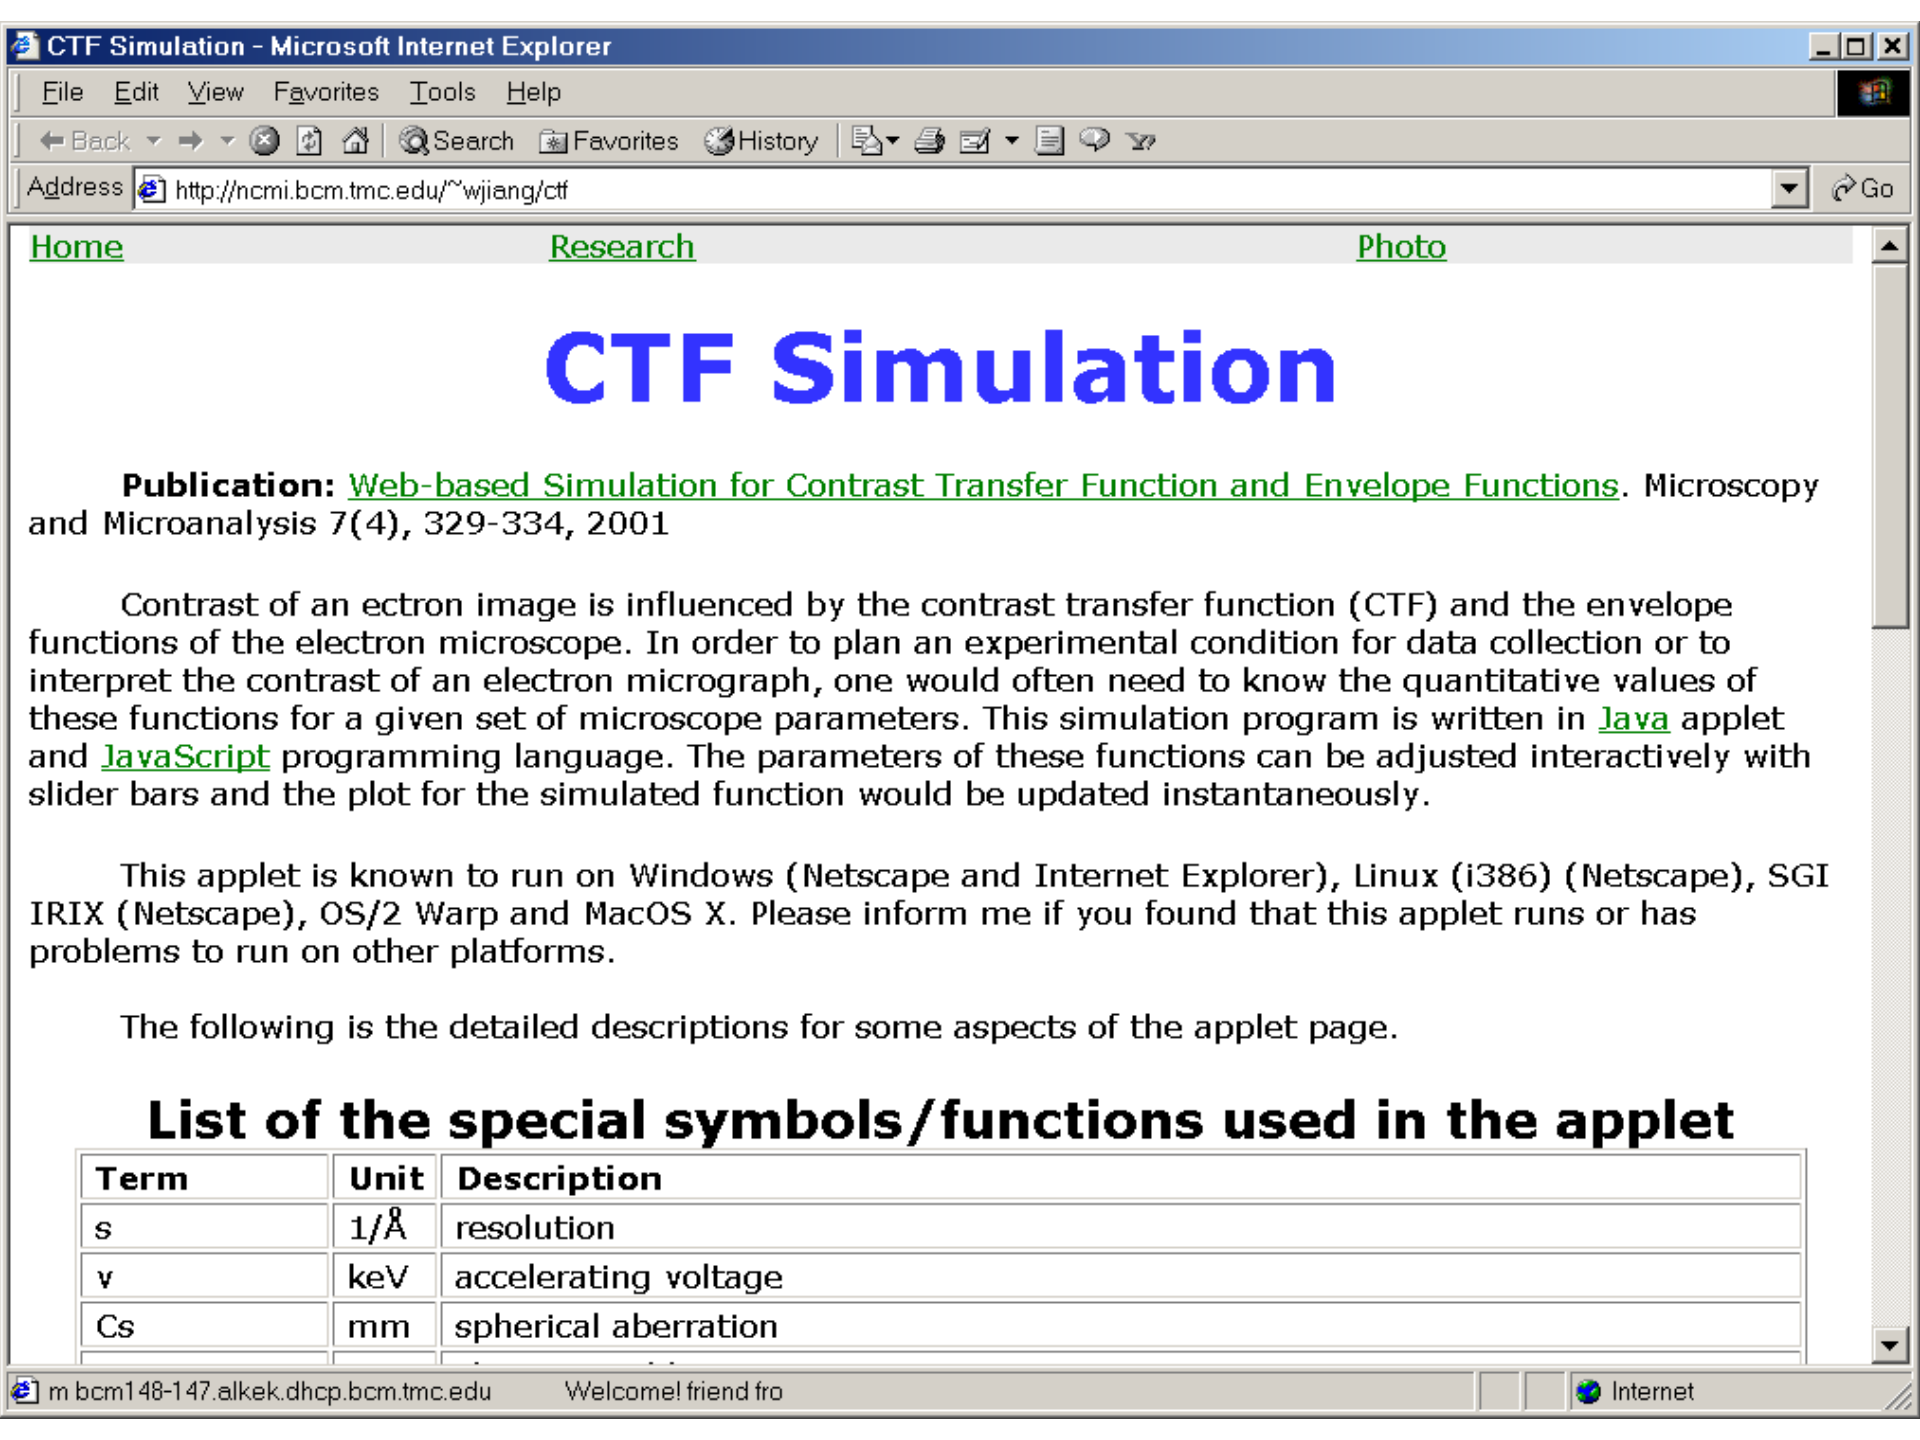 CTF Simulation - Microsoft Internet Explorer
File Edit View Favorites Tools Help
Back Search Favorites History
Address http://ncmi.bcm.tmc.edu/~wjiang/ctf Go
Home Research Photo
CTF Simulation
Publication: Web-based Simulation for Contrast Transfer Function and Envelope Functions. Microscopy
and Microanalysis 7(4), 329-334, 2001
Contrast of an ectron image is influenced by the contrast transfer function (CTF) and the envelope
functions of the electron microscope. In order to plan an experimental condition for data collection or to
interpret the contrast of an electron micrograph, one would often need to know the quantitative values of
these functions for a given set of microscope parameters. This simulation program is written in Java applet
and JavaScript programming language. The parameters of these functions can be adjusted interactively with
slider bars and the plot for the simulated function would be updated instantaneously.
This applet is known to run on Windows (Netscape and Internet Explorer), Linux (i386) (Netscape), SGI
IRIX (Netscape), OS/2 Warp and MacOS X. Please inform me if you found that this applet runs or has
problems to run on other platforms.
The following is the detailed descriptions for some aspects of the applet page.
List of the special symbols/functions used in the applet
Term Unit Description
s 1/Å resolution
v keV accelerating voltage
Cs mm spherical aberration
m bcm148-147.alkek.dhcp.bcm.tmc.edu Welcome! friend fro Internet